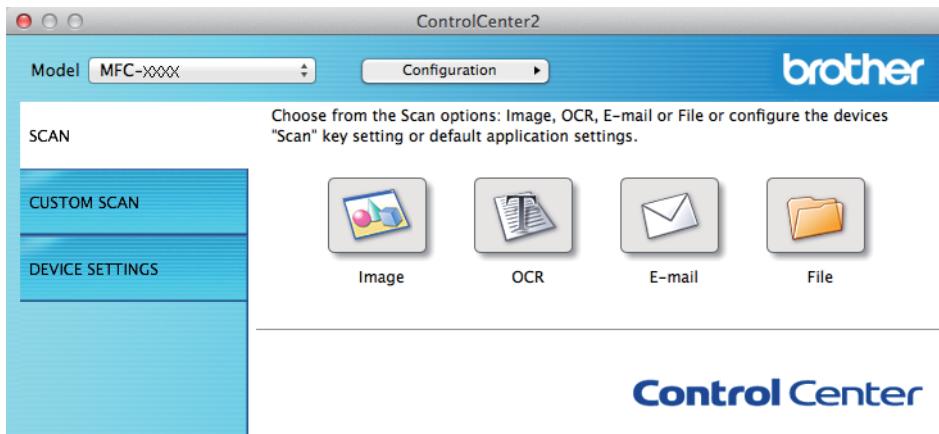 ControlCenter2
Model MFC-XXXX Configuration
brother
SCAN
Choose from the Scan options: Image, OCR, E-mail or File or configure the devices
"Scan" key setting or default application settings.
CUSTOM SCAN
DEVICE SETTINGS
Image OCR E-mail File
Control Center